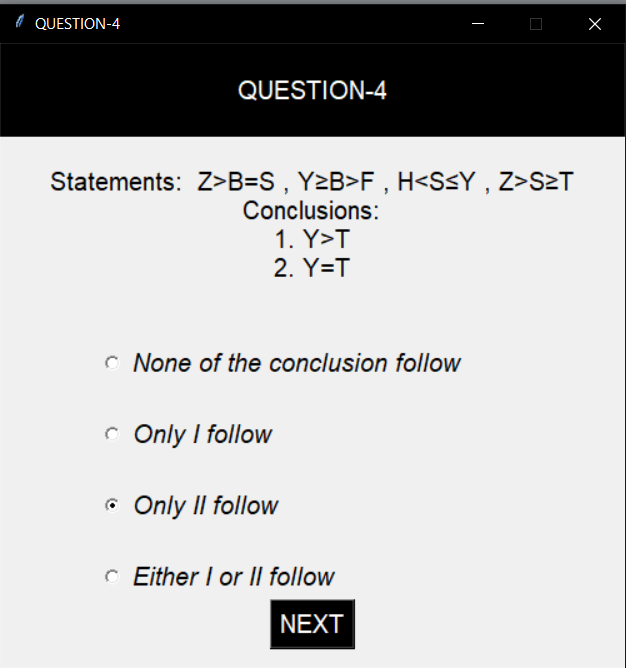 QUESTION-4
QUESTION-4
Statements:  Z>B=S , Y≥B>F , H<S≤Y , Z>S≥T
Conclusions:
1. Y>T
2. Y=T
None of the conclusion follow
Only I follow
Only II follow
Either I or II follow
NEXT